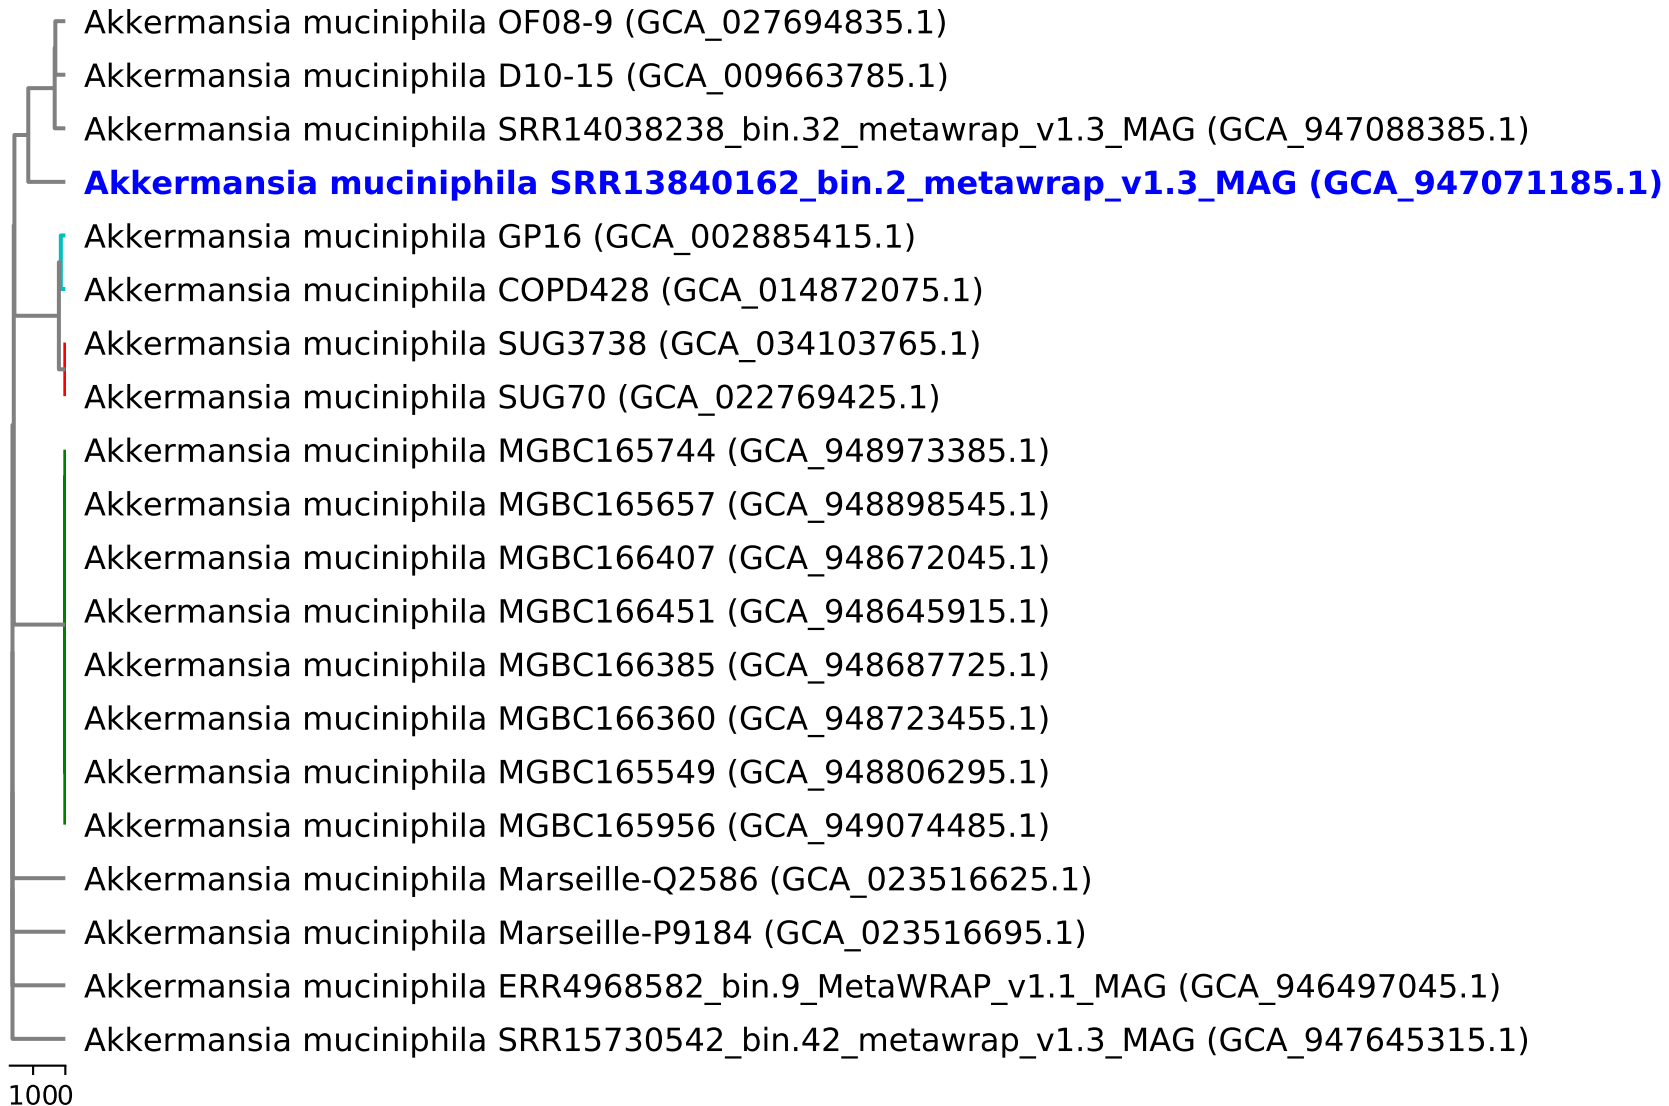 Akkermansia muciniphila OF08-9 (GCA_027694835.1)
Akkermansia muciniphila D10-15 (GCA_009663785.1)
Akkermansia muciniphila SRR14038238_bin.32_metawrap_v1.3_MAG (GCA_947088385.1)
Akkermansia muciniphila SRR13840162_bin.2_metawrap_v1.3_MAG (GCA_947071185.1)
Akkermansia muciniphila GP16 (GCA_002885415.1)
Akkermansia muciniphila COPD428 (GCA_014872075.1)
Akkermansia muciniphila SUG3738 (GCA_034103765.1)
Akkermansia muciniphila SUG70 (GCA_022769425.1)
Akkermansia muciniphila MGBC165744 (GCA_948973385.1)
Akkermansia muciniphila MGBC165657 (GCA_948898545.1)
Akkermansia muciniphila MGBC166407 (GCA_948672045.1)
Akkermansia muciniphila MGBC166451 (GCA_948645915.1)
Akkermansia muciniphila MGBC166385 (GCA_948687725.1)
Akkermansia muciniphila MGBC166360 (GCA_948723455.1)
Akkermansia muciniphila MGBC165549 (GCA_948806295.1)
Akkermansia muciniphila MGBC165956 (GCA_949074485.1)
Akkermansia muciniphila Marseille-Q2586 (GCA_023516625.1)
Akkermansia muciniphila Marseille-P9184 (GCA_023516695.1)
Akkermansia muciniphila ERR4968582_bin.9_MetaWRAP_v1.1_MAG (GCA_946497045.1)
Akkermansia muciniphila SRR15730542_bin.42_metawrap_v1.3_MAG (GCA_947645315.1)
100 0